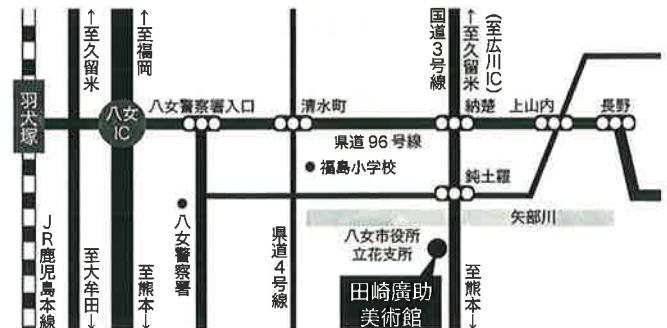 ↑至久留米
↑至福岡
国道3号線
↑至久留米
(至広川IC)
羽犬塚
八女
IC
八女警察署入口
清水町
納楚
上山内
長野
県道96号線
福島小学校
鈍土羅
矢部川
JR鹿児島本線
至大牟田↓
至熊本↓
八女警察署
県道4号線
八女市役所
立花支所
至熊本↓
田崎廣助
美術館